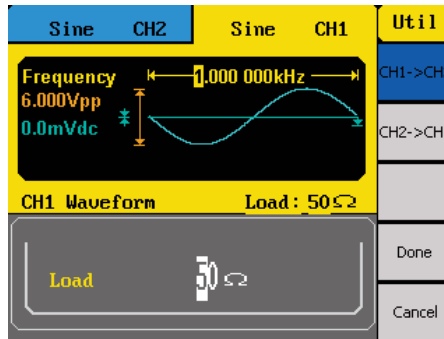 Sine CH2
Sine CH1
Util
Frequency 1.000 000kHz
6.000Vpp
0.0mVdc
CH1 Waveform Load: 50Ω
Load 50 Ω
CH1->CH
CH2->CH
Done
Cancel